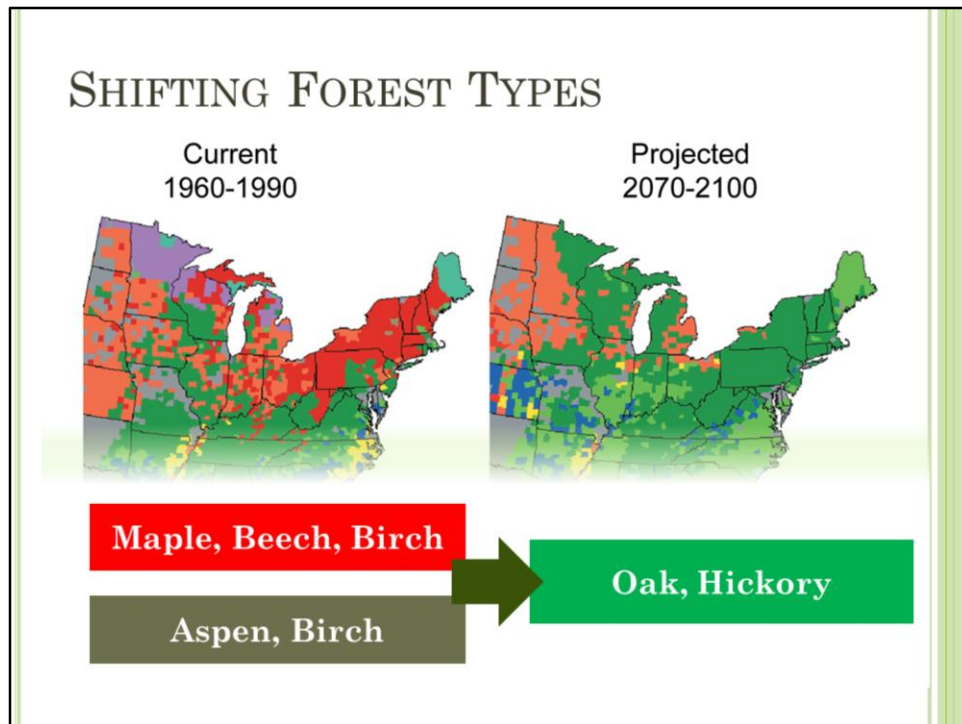 SHIFTING FOREST TYPES
Current
1960-1990
Projected
2070-2100
Maple, Beech, Birch
Aspen, Birch
Oak, Hickory